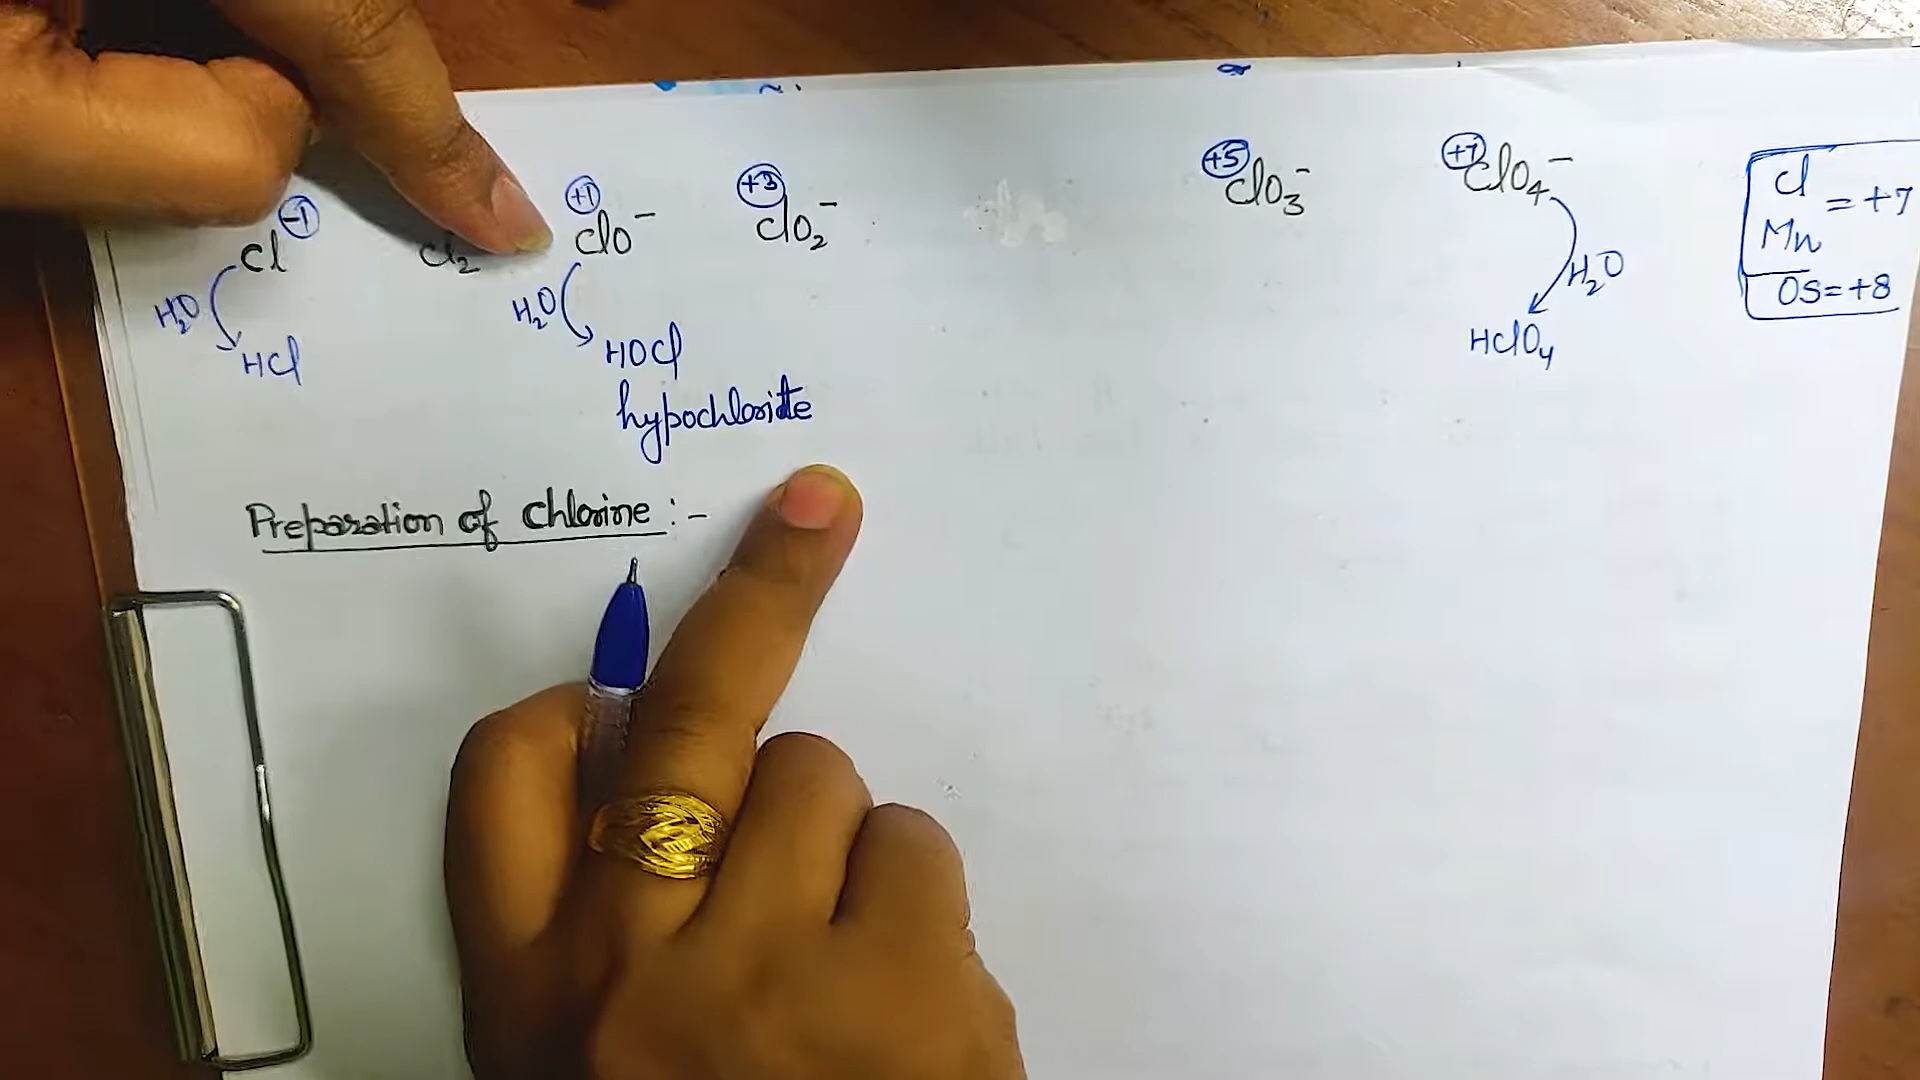 Cl -1 Cl2 +1 ClO⁻ +3 ClO2⁻ +5 ClO3⁻ +7 ClO4⁻
H2O HCl
H2O HOCl
hypochlorite
H2O HClO4
Cl
Mn = +7
OS=+8
Preparation of chlorine :-